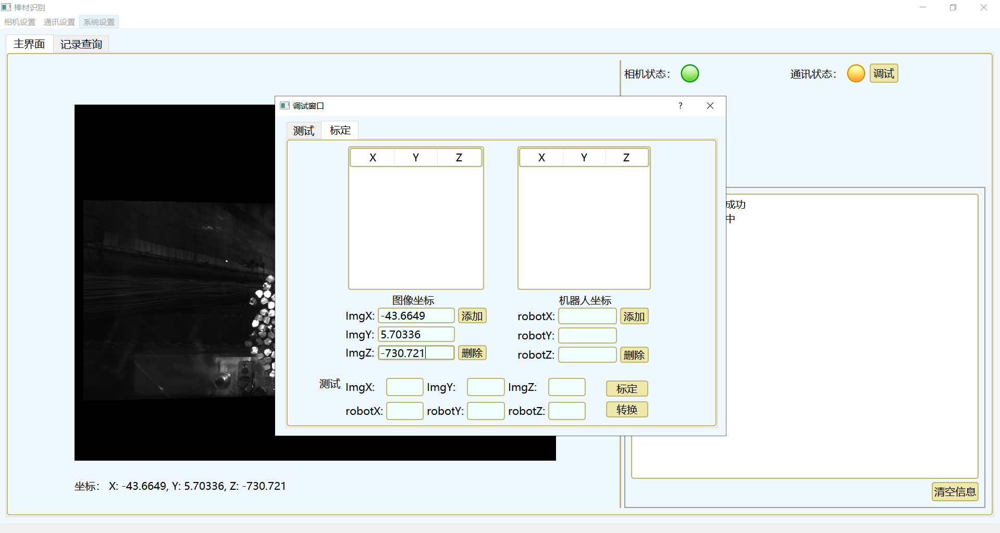 棒材识别
相机设置 通讯设置 系统设置
主界面 记录查询
相机状态: 通讯状态: 调试
调试窗口
测试 标定
X Y Z X Y Z
成功
中
图像坐标 机器人坐标
ImgX: -43.6649 添加 robotX: 添加
ImgY: 5.70336 robotY:
ImgZ: -730.721 删除 robotZ: 删除
测试 ImgX: ImgY: ImgZ: 标定
robotX: robotY: robotZ: 转换
坐标: X: -43.6649, Y: 5.70336, Z: -730.721
清空信息